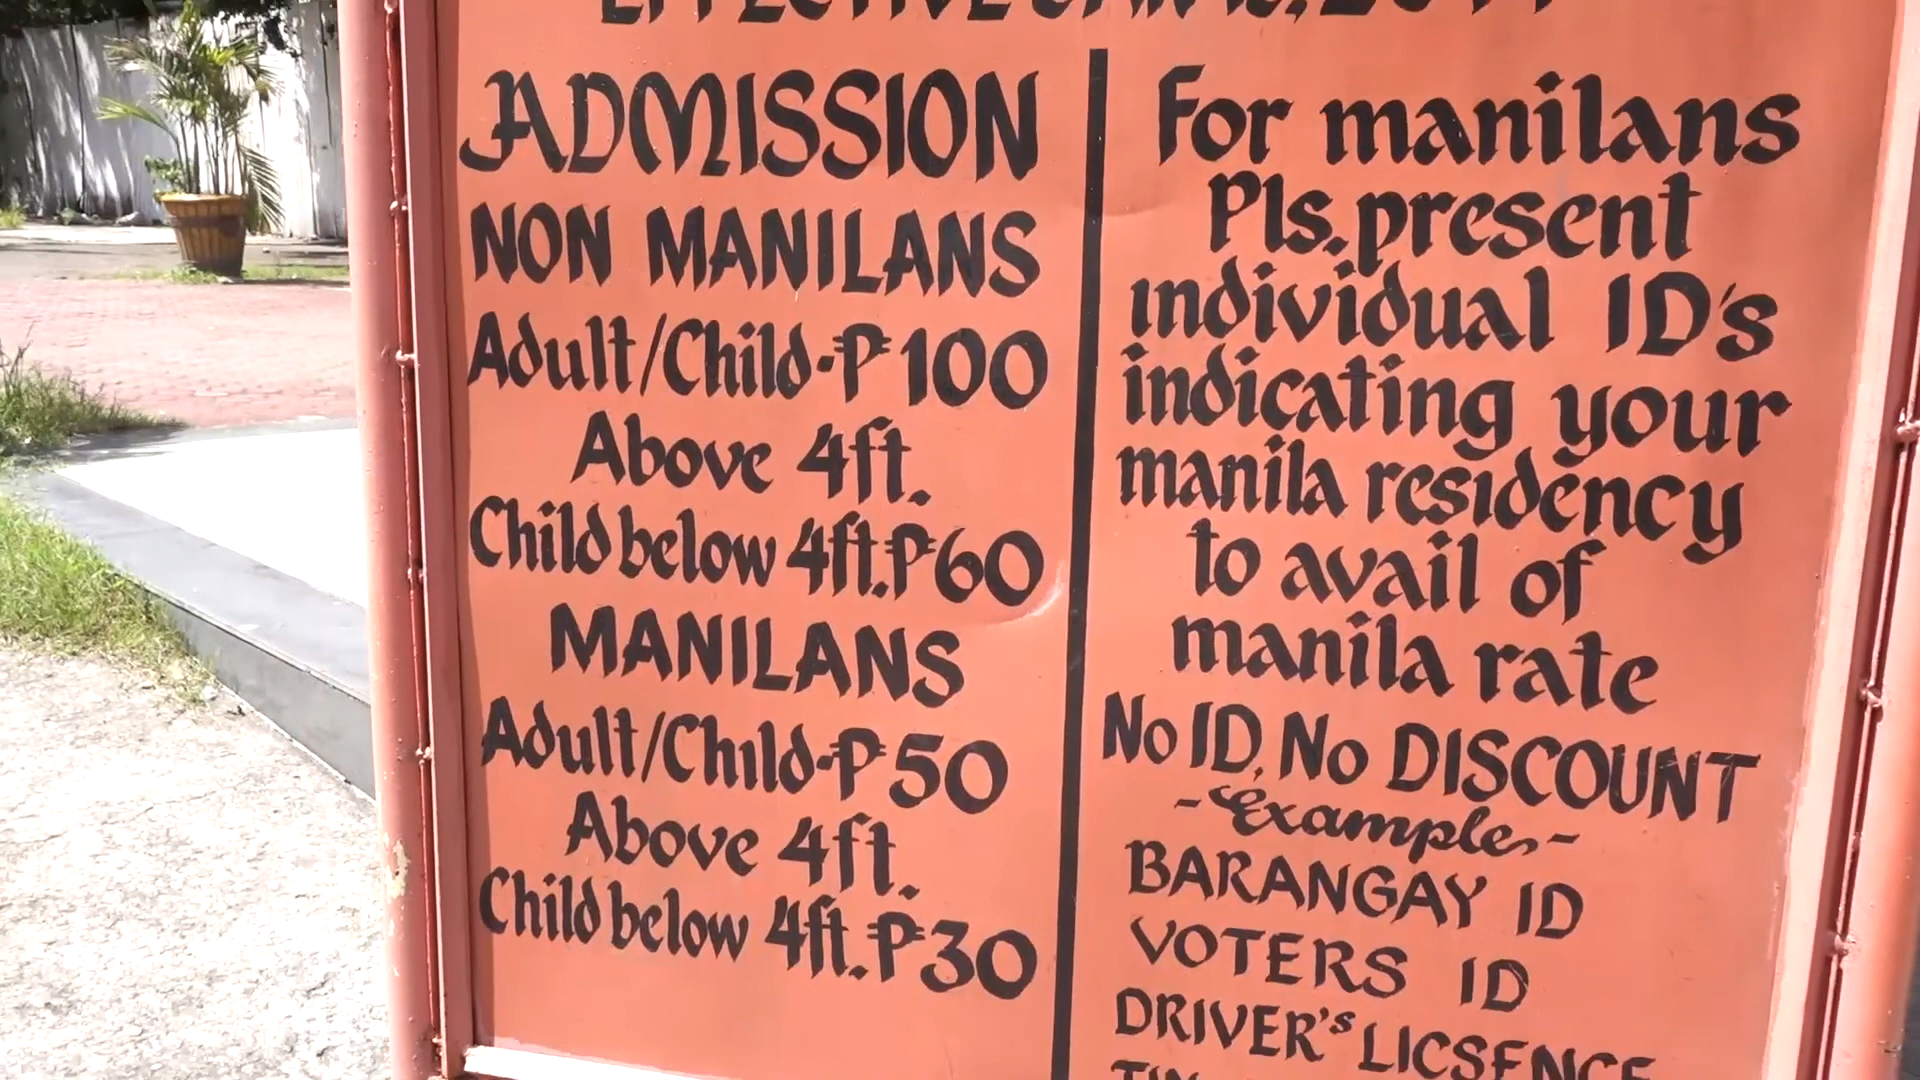 ADMISSION
NON MANILANS
Adult/Child-₱100
Above 4ft.
Child below 4ft.₱60
MANILANS
Adult/Child-₱50
Above 4ft.
Child below 4ft.₱30
For manilans
Pls.present
individual ID's
indicating your
manila residency
to avail of
manila rate
No ID, No DISCOUNT
-Example-
BARANGAY ID
VOTERS ID
DRIVER'S LICSENCE